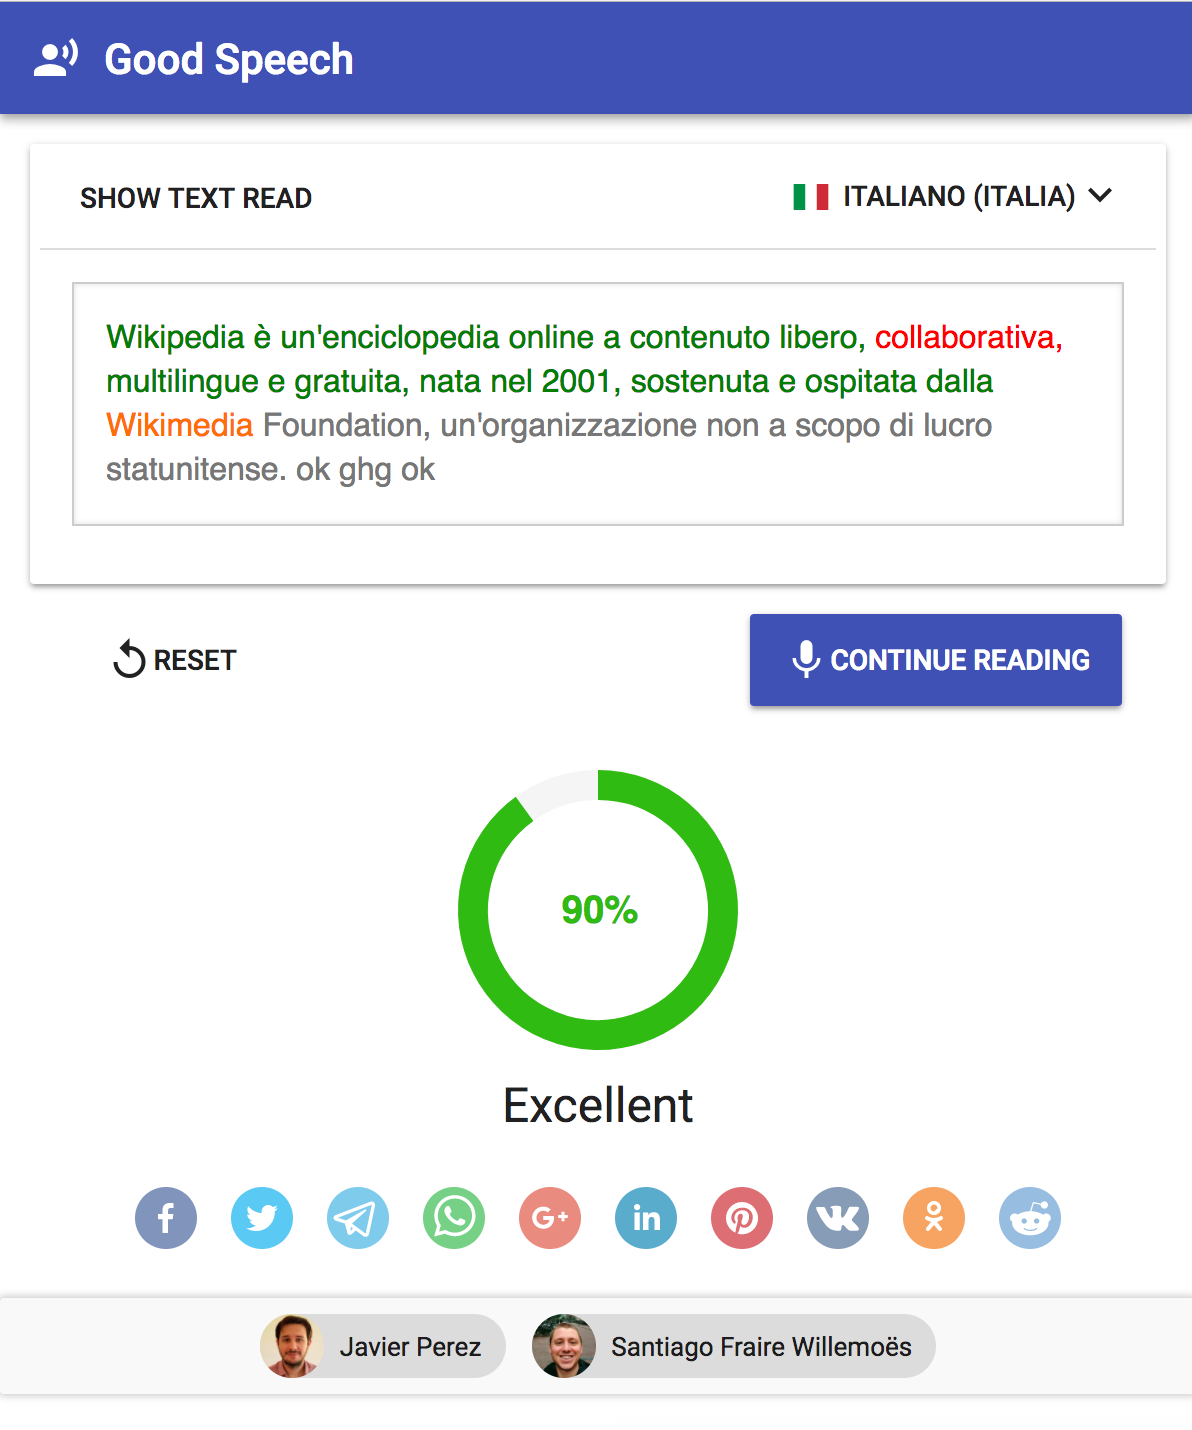 Good Speech
SHOW TEXT READ
ITALIANO (ITALIA)
Wikipedia è un'enciclopedia online a contenuto libero, collaborativa,
multilingue e gratuita, nata nel 2001, sostenuta e ospitata dalla
Wikimedia Foundation, un'organizzazione non a scopo di lucro
statunitense. ok ghg ok
RESET
CONTINUE READING
90%
Excellent
Javier Perez
Santiago Fraire Willemoës